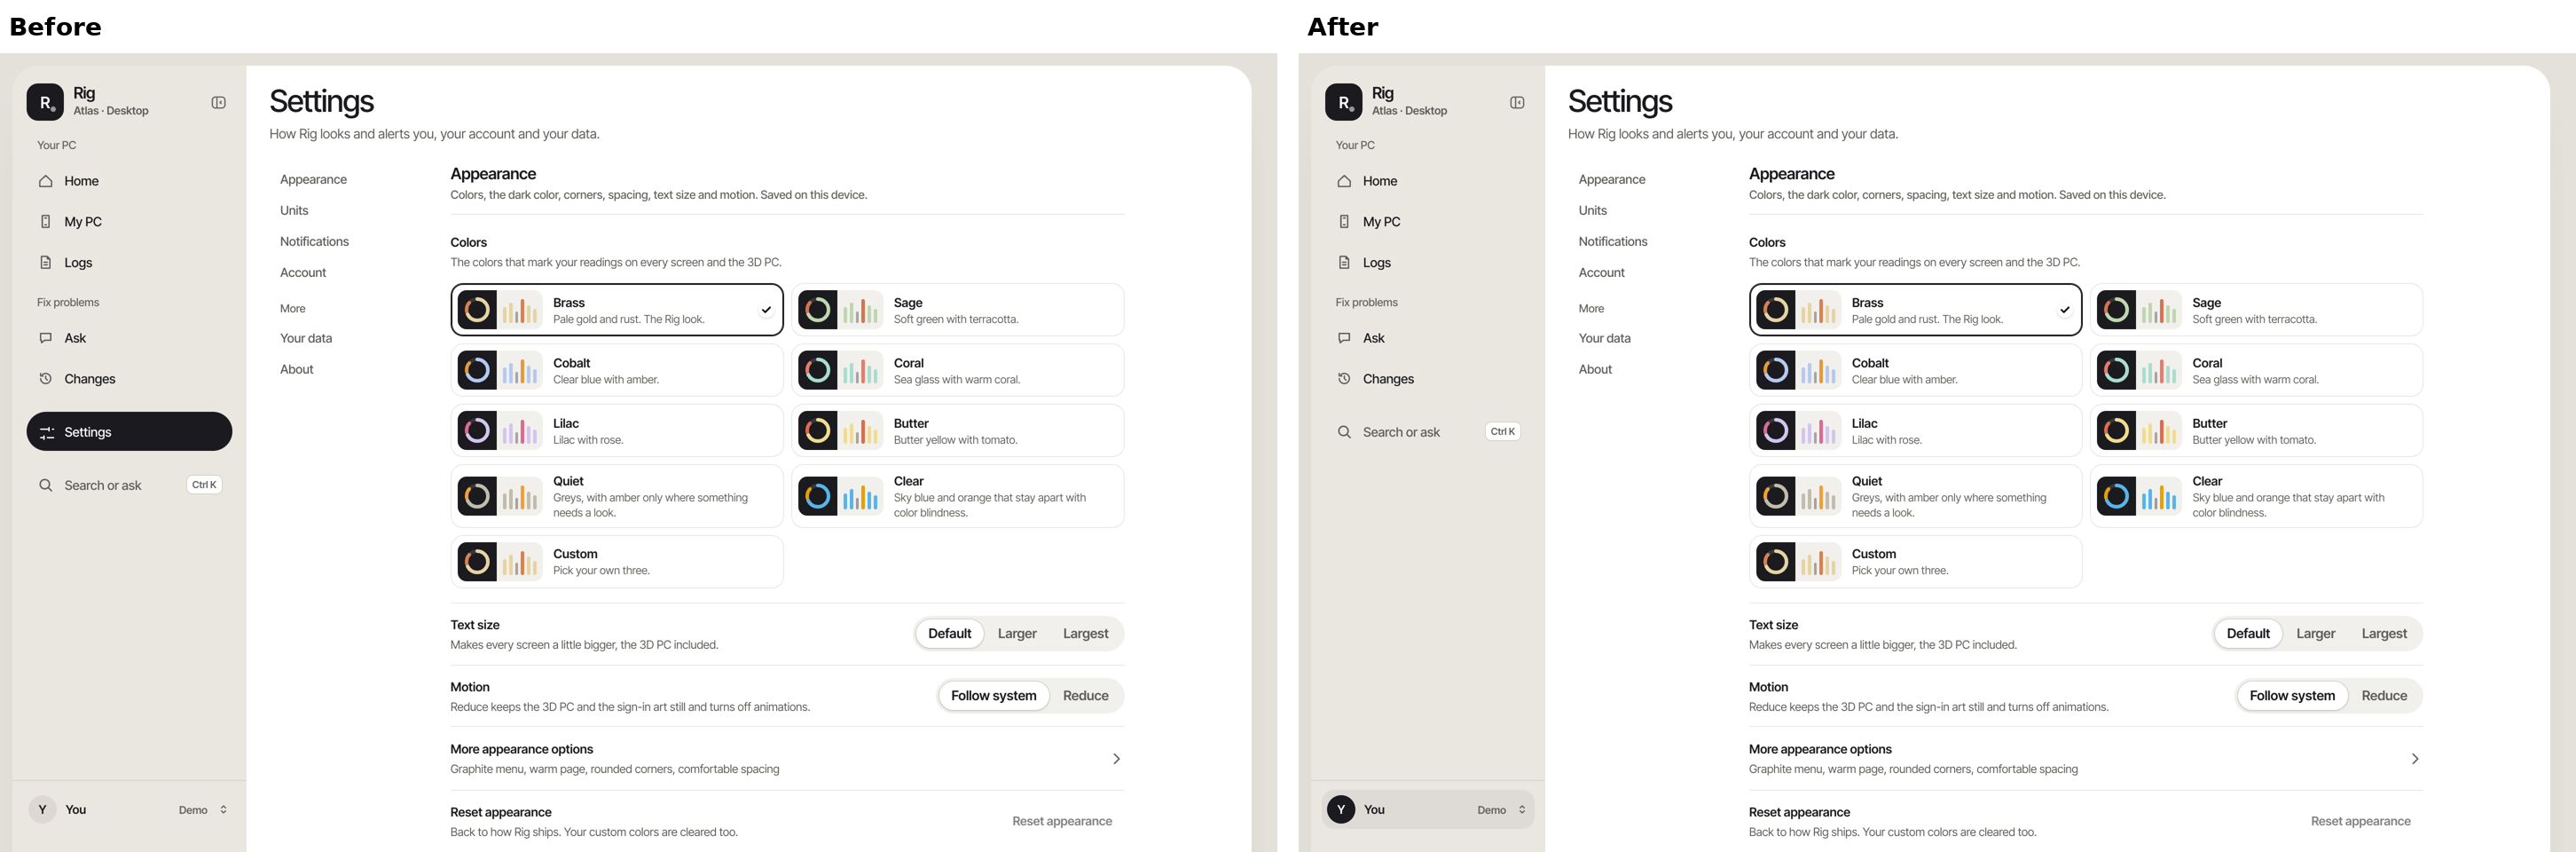 Before
R
Rig
Atlas · Desktop
Your PC
Home
My PC
Logs
Fix problems
Ask
Changes
Settings
Search or ask
Ctrl K
Y
You
Demo
Settings
How Rig looks and alerts you, your account and your data.
Appearance
Units
Notifications
Account
More
Your data
About
Appearance
Colors, the dark color, corners, spacing, text size and motion. Saved on this device.
Colors
The colors that mark your readings on every screen and the 3D PC.
Brass
Pale gold and rust. The Rig look.
Sage
Soft green with terracotta.
Cobalt
Clear blue with amber.
Coral
Sea glass with warm coral.
Lilac
Lilac with rose.
Butter
Butter yellow with tomato.
Quiet
Greys, with amber only where something
needs a look.
Clear
Sky blue and orange that stay apart with
color blindness.
Custom
Pick your own three.
Text size
Makes every screen a little bigger, the 3D PC included.
Default Larger Largest
Motion
Reduce keeps the 3D PC and the sign-in art still and turns off animations.
Follow system Reduce
More appearance options
Graphite menu, warm page, rounded corners, comfortable spacing
Reset appearance
Back to how Rig ships. Your custom colors are cleared too.
Reset appearance
After
R
Rig
Atlas · Desktop
Your PC
Home
My PC
Logs
Fix problems
Ask
Changes
Search or ask
Ctrl K
Y
You
Demo
Settings
How Rig looks and alerts you, your account and your data.
Appearance
Units
Notifications
Account
More
Your data
About
Appearance
Colors, the dark color, corners, spacing, text size and motion. Saved on this device.
Colors
The colors that mark your readings on every screen and the 3D PC.
Brass
Pale gold and rust. The Rig look.
Sage
Soft green with terracotta.
Cobalt
Clear blue with amber.
Coral
Sea glass with warm coral.
Lilac
Lilac with rose.
Butter
Butter yellow with tomato.
Quiet
Greys, with amber only where something
needs a look.
Clear
Sky blue and orange that stay apart with
color blindness.
Custom
Pick your own three.
Text size
Makes every screen a little bigger, the 3D PC included.
Default Larger Largest
Motion
Reduce keeps the 3D PC and the sign-in art still and turns off animations.
Follow system Reduce
More appearance options
Graphite menu, warm page, rounded corners, comfortable spacing
Reset appearance
Back to how Rig ships. Your custom colors are cleared too.
Reset appearance